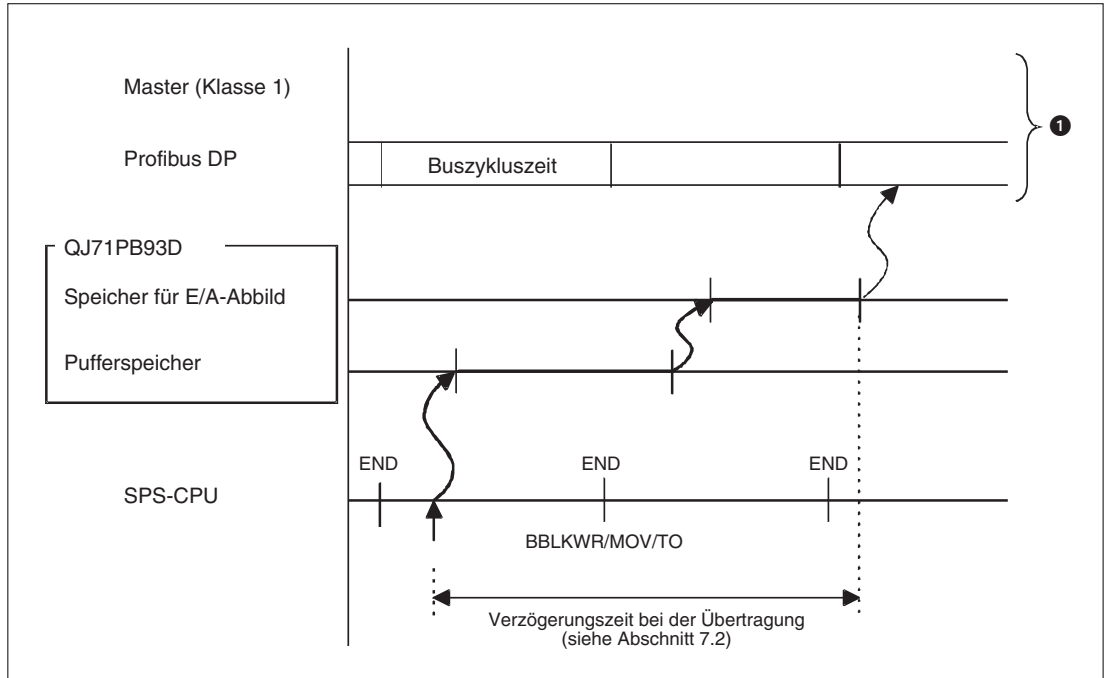 Master (Klasse 1)
❶
Profibus DP
Buszykluszeit
QJ71PB93D
Speicher für E/A-Abbild
Pufferspeicher
END
END
END
SPS-CPU
BBLKWR/MOV/TO
Verzögerungszeit bei der Übertragung
(siehe Abschnitt 7.2)